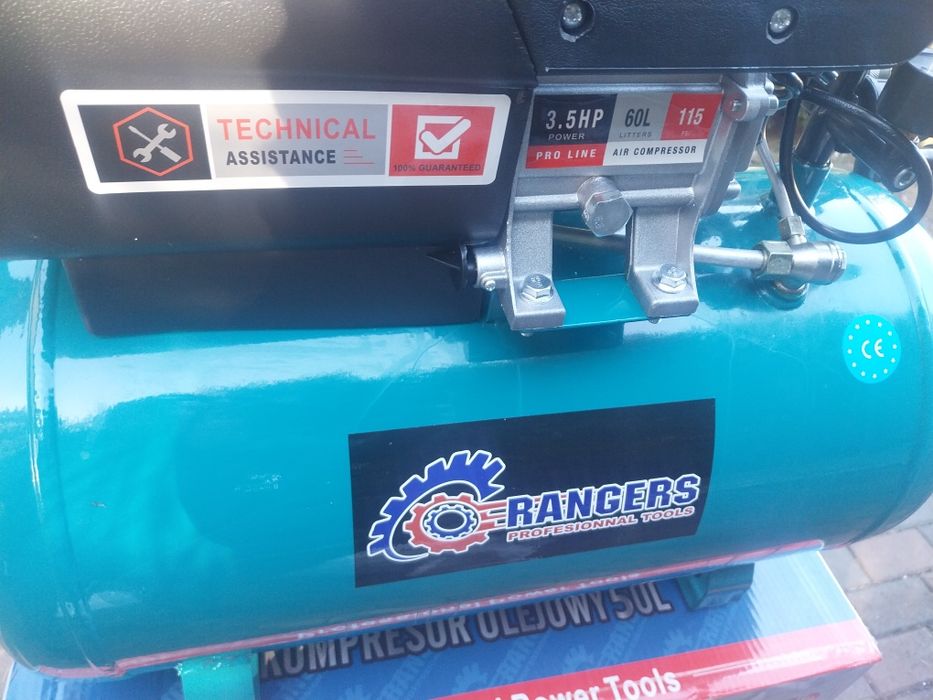 TECHNICAL
ASSISTANCE
100% GUARANTEED
3.5HP
POWER
60L
LITTERS
115
PSI
PRO LINE
AIR COMPRESSOR
CE
RANGERS
PROFESIONNAL TOOLS
KOMPRESOR OLEJOWY 50L
Power Tools